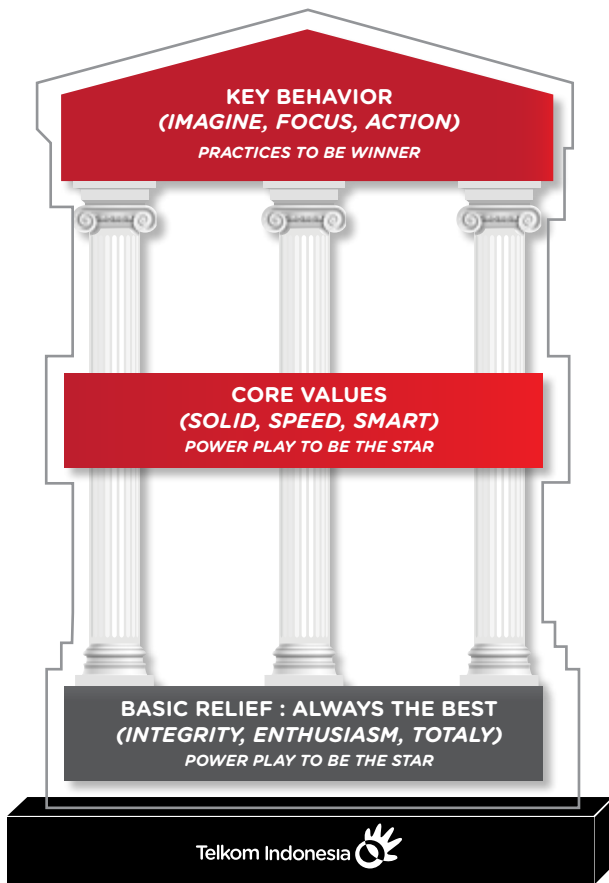 KEY BEHAVIOR
(IMAGINE, FOCUS, ACTION)
PRACTICES TO BE WINNER
CORE VALUES
(SOLID, SPEED, SMART)
POWER PLAY TO BE THE STAR
BASIC RELIEF : ALWAYS THE BEST
(INTEGRITY, ENTHUSIASM, TOTALY)
POWER PLAY TO BE THE STAR
Telkom Indonesia